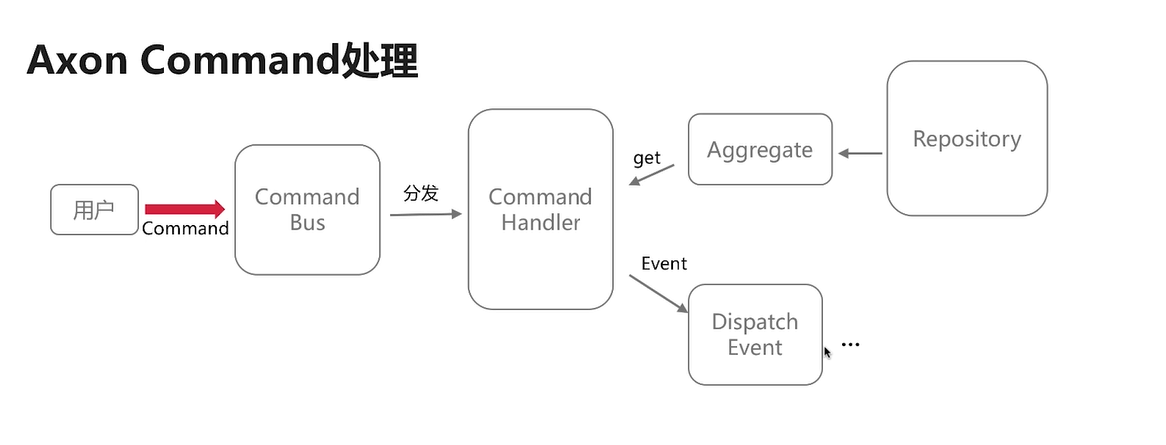 Axon Command处理
用户
Command
Command
Bus
分发
Command
Handler
get
Aggregate
Repository
Event
Dispatch
Event
...